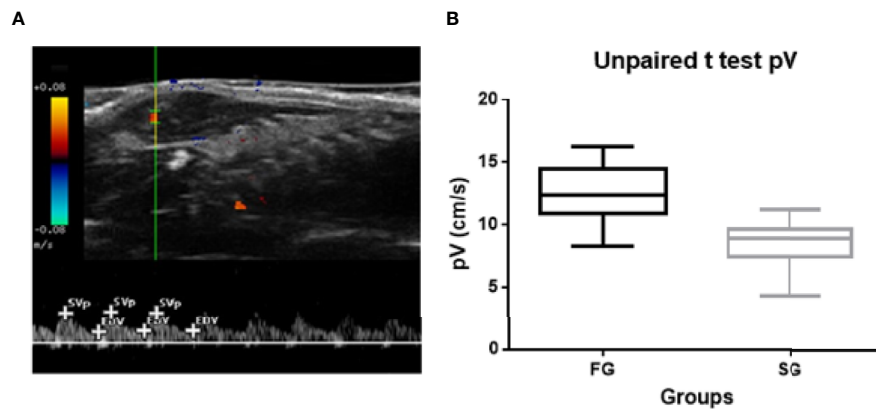 A
+0.08
-0.08
m/s
SVp SVp SVp
EDV EDV EDV
B
Unpaired t test pV
20
15
10
5
0
pV (cm/s)
FG SG
Groups